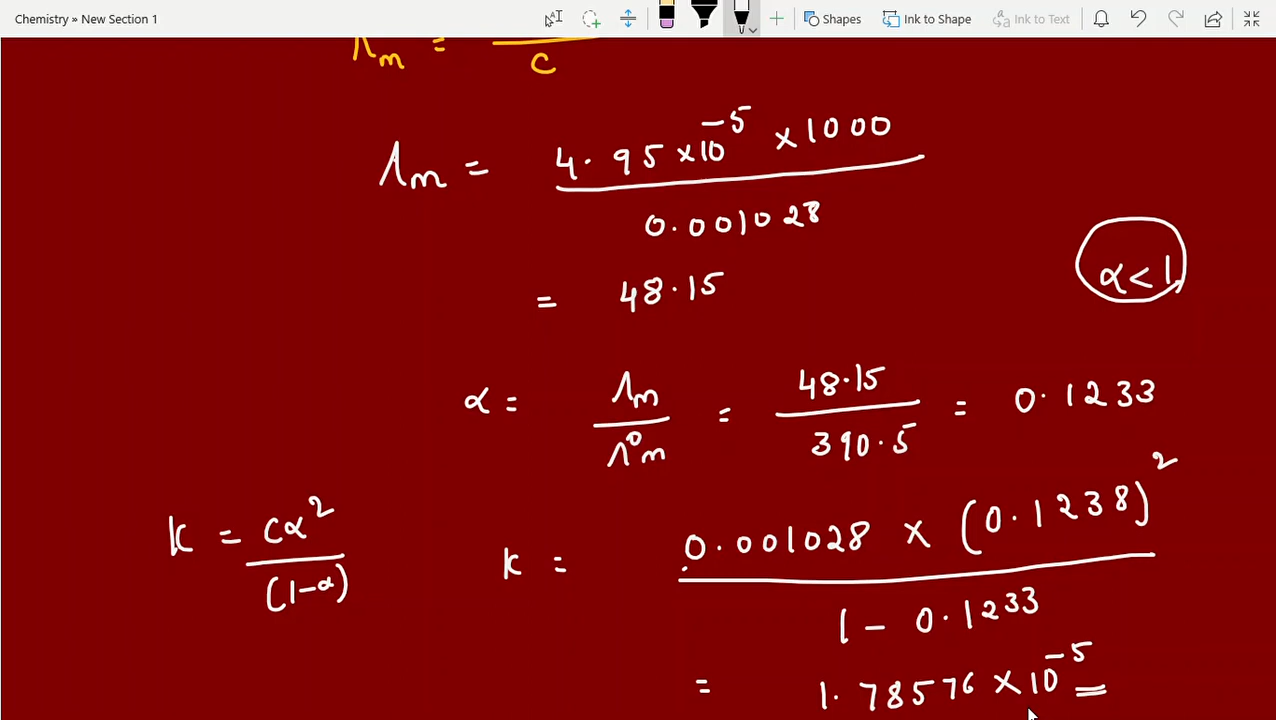 Chemistry » New Section 1
Shapes
Ink to Shape
Ink to Text
Λm =
c
Λm = 4.95 ×10⁻⁵ ×1000
0.001028
= 48.15
α < 1
α = Λm / Λ⁰m = 48.15 / 390.5 = 0.1233
k = cα² / (1-α)
k = 0.001028 × (0.1238)²
1 - 0.1233
= 1.78576 × 10⁻⁵